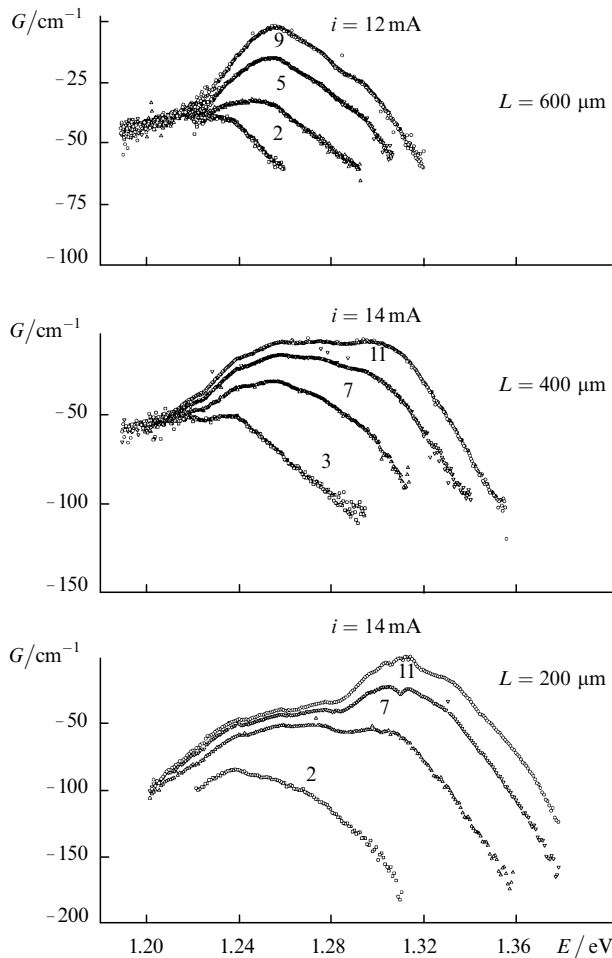 G/cm⁻¹
i = 12 mA
0
9
−25
5
L = 600 µm
−50
2
−75
−100
G/cm⁻¹
i = 14 mA
0
11
L = 400 µm
7
−50
3
−100
−150
i = 14 mA
G/cm⁻¹
11
L = 200 µm
7
−50
2
−100
−150
−200
1.20 1.24 1.28 1.32 1.36 E/eV